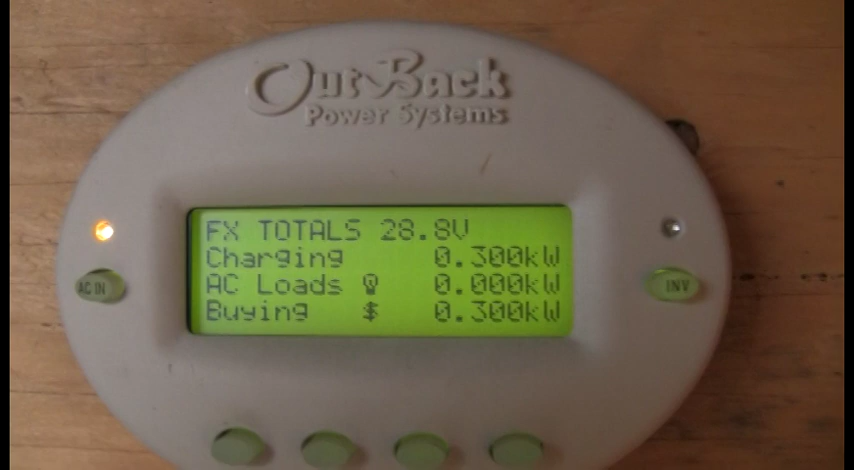 OutBack
Power Systems
FX TOTALS 28.8V
Charging 0.300kW
AC Loads 0.000kW
Buying $ 0.300kW
AC IN
INV